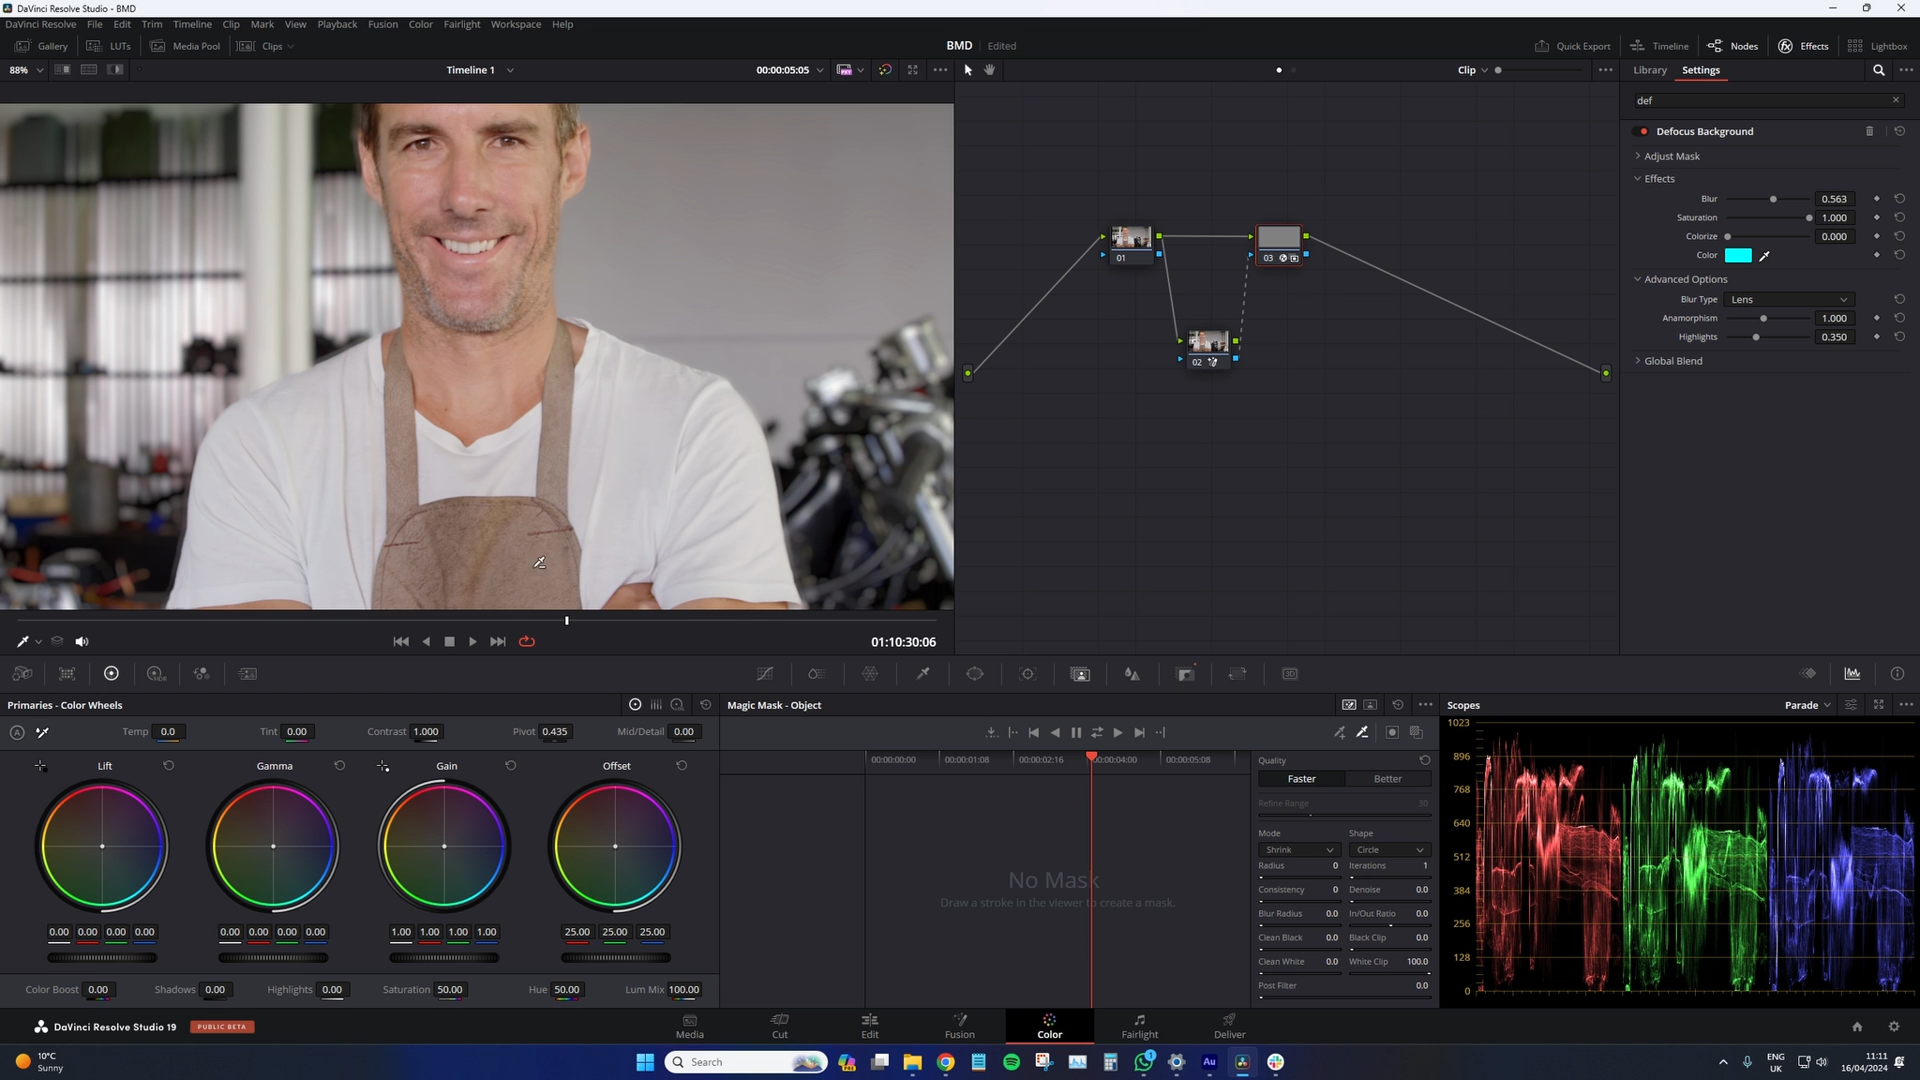 DaVinci Resolve Studio - BMD
DaVinci Resolve File Edit Trim Timeline Clip Mark View Playback Fusion Color Fairlight Workspace Help
Gallery LUTs Media Pool Clips BMD Edited Quick Export Timeline Nodes Effects Lightbox
88% Timeline 1 00:00:05:05 Clip Library Settings
def
Defocus Background
Adjust Mask
Effects
Blur 0.563
Saturation 1.000
Colorize 0.000
Color
Advanced Options
Blur Type Lens
Anamorphism 1.000
Highlights 0.350
Global Blend
01
03
02
01:10:30:06
Primaries - Color Wheels
Temp 0.0 Tint 0.00 Contrast 1.000 Pivot 0.435 Mid/Detail 0.00
Lift Gamma Gain Offset
0.00 0.00 0.00 0.00 0.00 0.00 0.00 0.00 1.00 1.00 1.00 1.00 25.00 25.00 25.00
Color Boost 0.00 Shadows 0.00 Highlights 0.00 Saturation 50.00 Hue 50.00 Lum Mix 100.00
Magic Mask - Object
00:00:00:00 00:00:01:08 00:00:02:16 00:00:04:00 00:00:05:08
No Mask
Draw a stroke in the viewer to create a mask.
Quality
Faster Better
Refine Range 30
Mode Shape
Shrink Circle
Radius 0 Iterations 1
Consistency 0 Denoise 0.0
Blur Radius 0.0 In/Out Ratio 0.0
Clean Black 0.0 Black Clip 0.0
Clean White 0.0 White Clip 100.0
Post Filter 0.0
Scopes Parade
1023
896
768
640
512
384
256
128
0
DaVinci Resolve Studio 19 PUBLIC BETA
Media Cut Edit Fusion Color Fairlight Deliver
10°C
Sunny
Search
1
Au
ENG
UK
11:11
16/04/2024